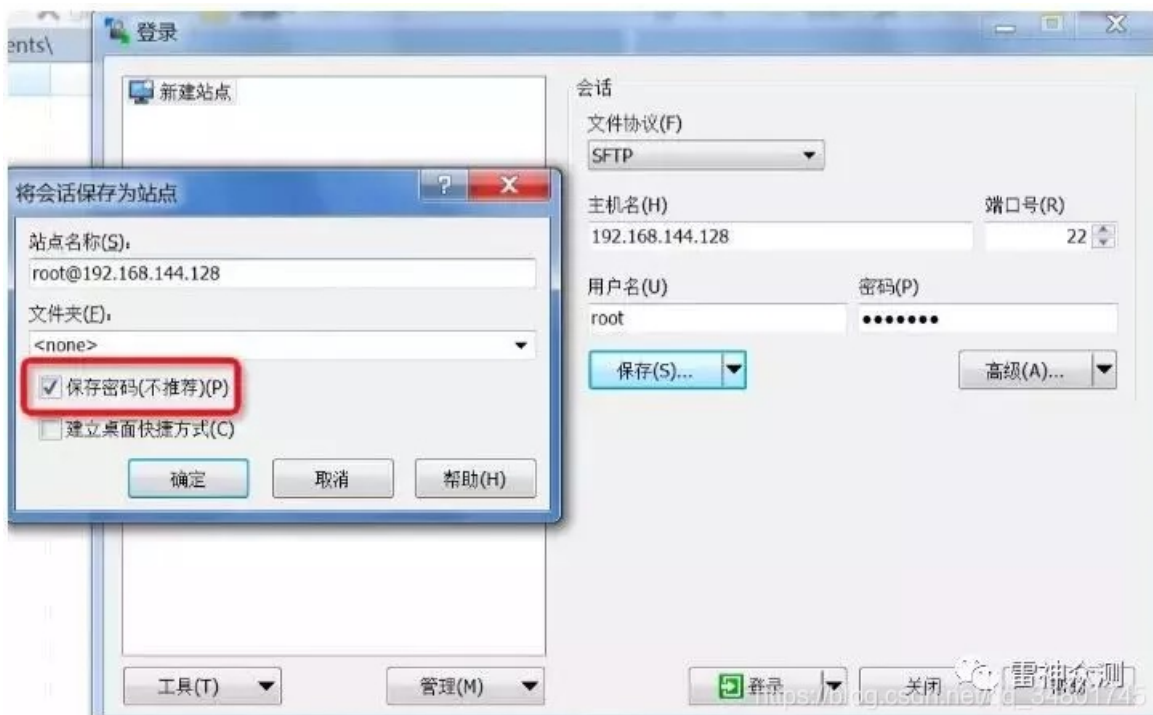 ents\
登录
新建站点
会话
文件协议(F)
SFTP
主机名(H)
端口号(R)
192.168.144.128
22
用户名(U)
密码(P)
root
●●●●●●●
保存(S)...
高级(A)...
将会话保存为站点
?
X
站点名称(S):
root@192.168.144.128
文件夹(F):
<none>
保存密码(不推荐)(P)
建立桌面快捷方式(C)
确定
取消
帮助(H)
工具(T)
管理(M)
登录
关闭
雷神众测